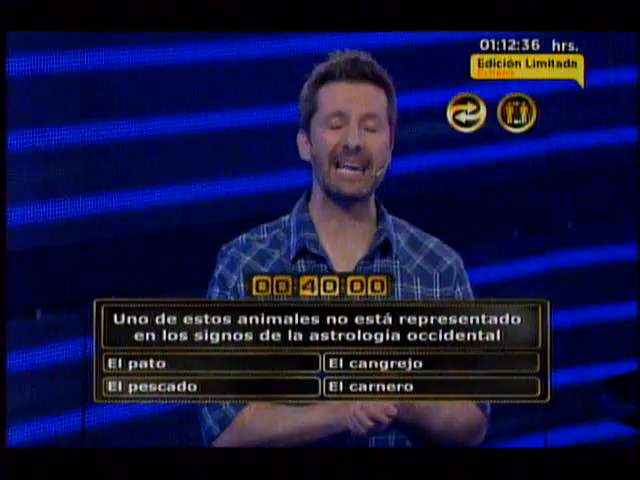 01:12:36 hrs.
Edición Limitada
Estreno
00:40:00
Uno de estos animales no está representado
en los signos de la astrología occidental
El pato
El cangrejo
El pescado
El carnero